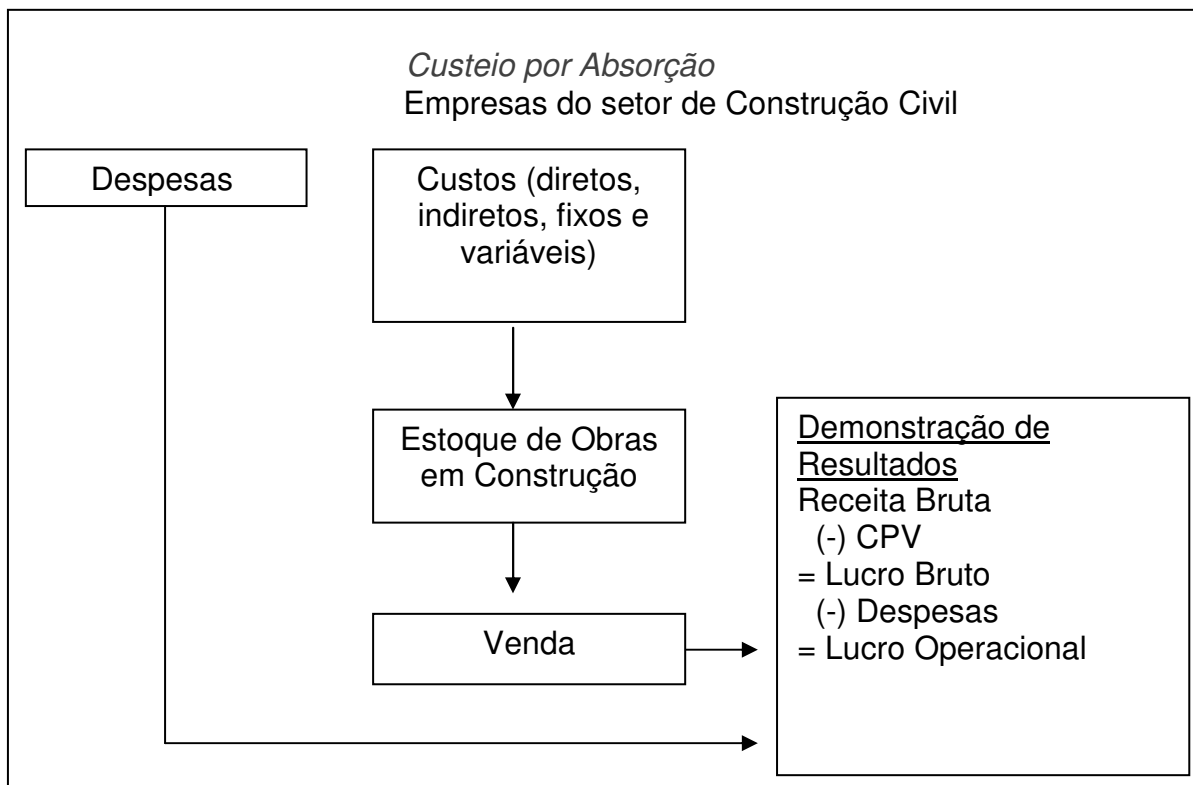 Custeio por Absorção
Empresas do setor de Construção Civil
Despesas
Custos (diretos,
indiretos, fixos e
variáveis)
Estoque de Obras
em Construção
Venda
Demonstração de
Resultados
Receita Bruta
(-) CPV
= Lucro Bruto
(-) Despesas
= Lucro Operacional